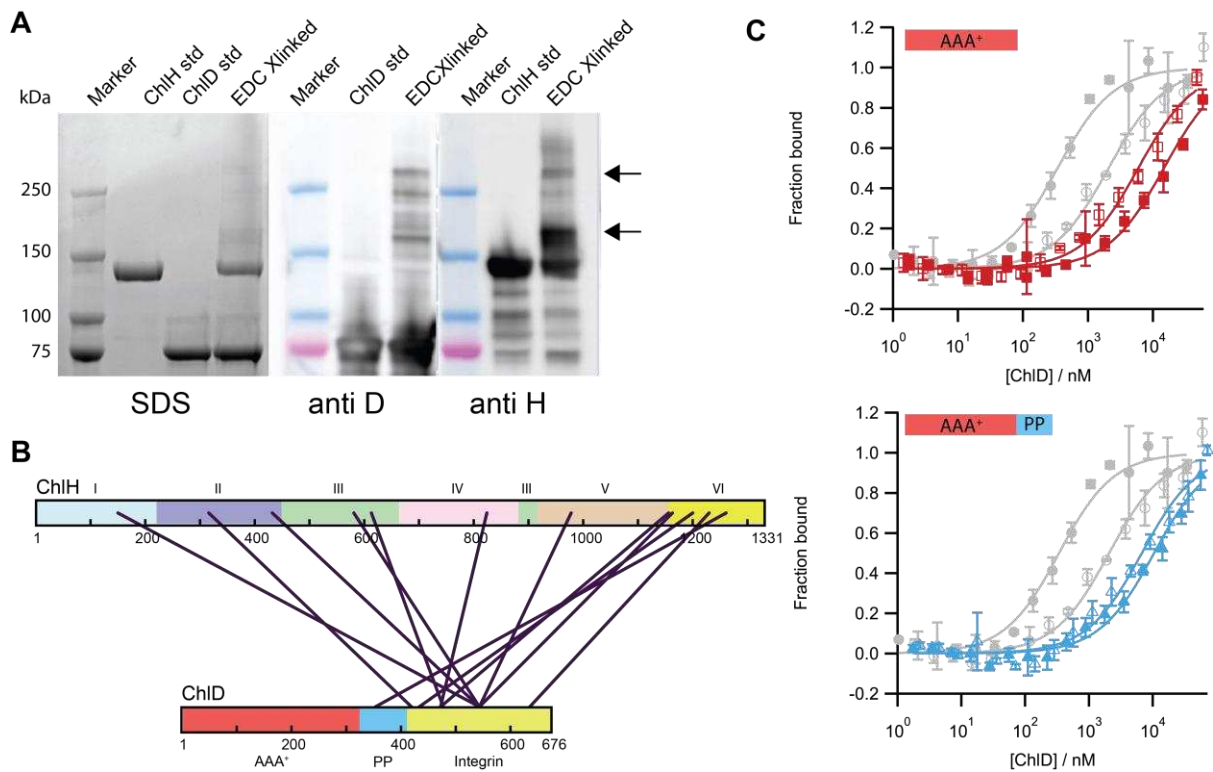 A
kDa
Marker
ChlH std
ChlD std
EDC Xlinked
Marker
ChlD std
EDCXlinked
Marker
ChlH std
EDC Xlinked
250
150
100
75
SDS
anti D
anti H
B
ChlH
I II III IV III V VI
1 200 400 600 800 1000 1200 1331
ChlD
1 200 400 600 676
AAA⁺ PP Integrin
C
AAA⁺
Fraction bound
1.2
1.0
0.8
0.6
0.4
0.2
0.0
-0.2
10⁰ 10¹ 10² 10³ 10⁴
[ChlD] / nM
AAA⁺ PP
Fraction bound
1.2
1.0
0.8
0.6
0.4
0.2
0.0
-0.2
10⁰ 10¹ 10² 10³ 10⁴
[ChlD] / nM